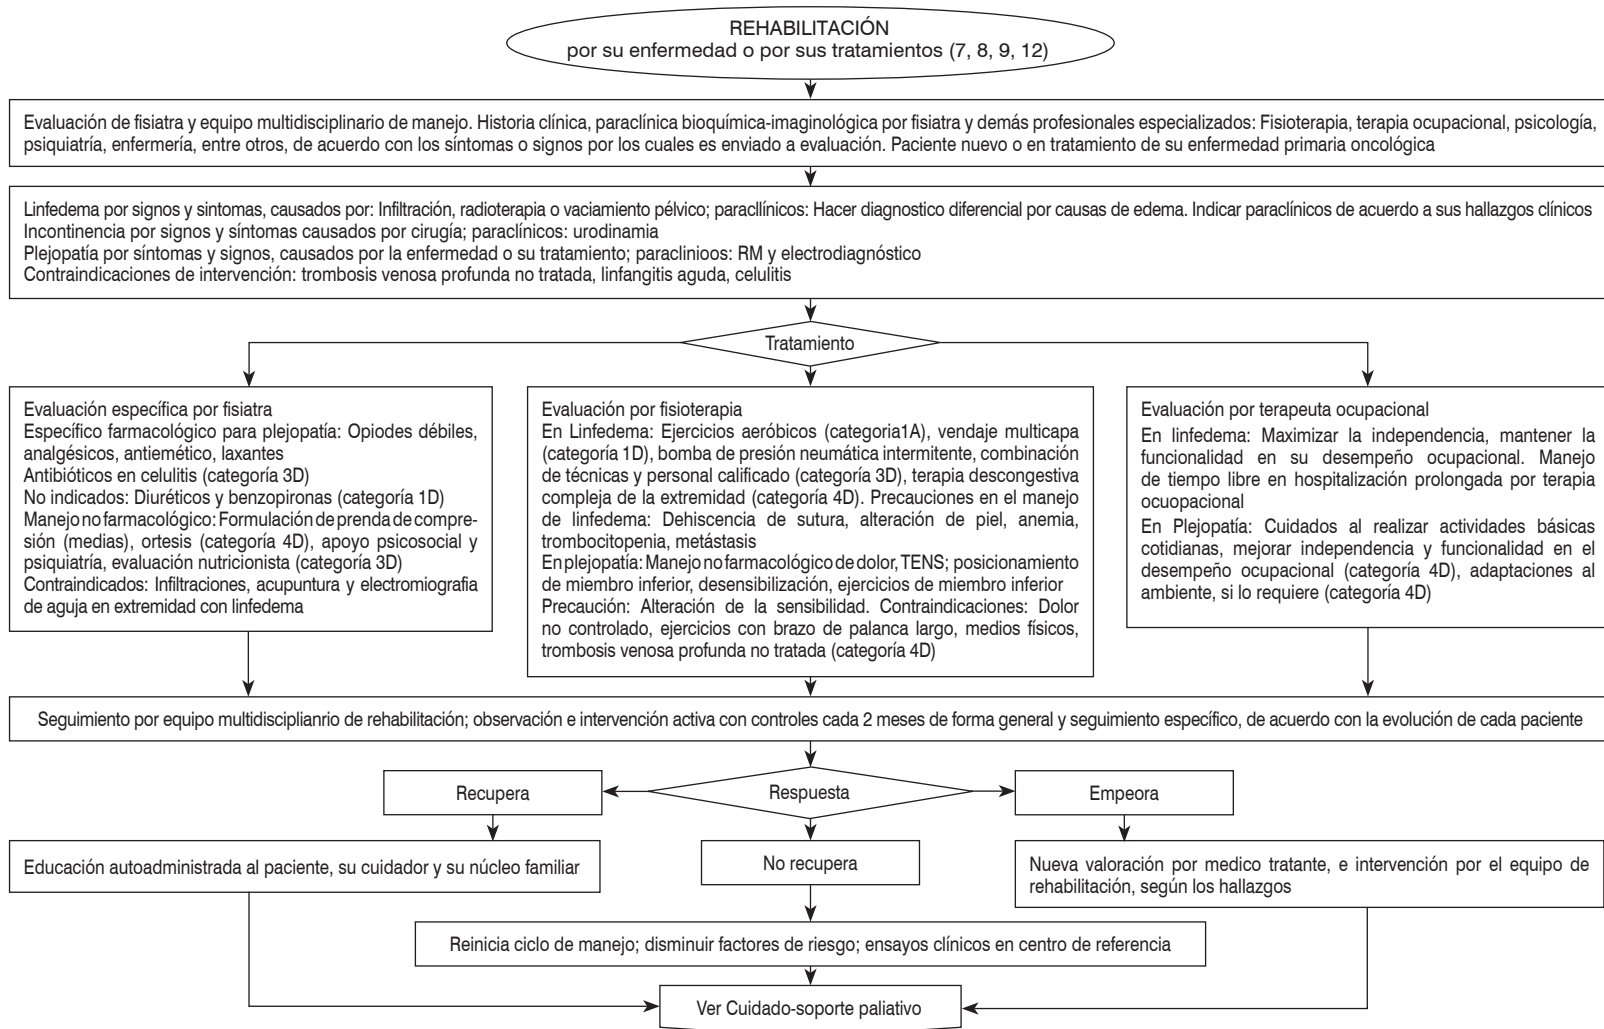 REHABILITACIÓN
por su enfermedad o por sus tratamientos (7, 8, 9, 12)
Evaluación de fisiatra y equipo multidisciplinario de manejo. Historia clínica, paraclínica bioquímica-imaginológica por fisiatra y demás profesionales especializados: Fisioterapia, terapia ocupacional, psicología,
psiquiatría, enfermería, entre otros, de acuerdo con los síntomas o signos por los cuales es enviado a evaluación. Paciente nuevo o en tratamiento de su enfermedad primaria oncológica
Linfedema por signos y sintomas, causados por: Infiltración, radioterapia o vaciamiento pélvico; paracllínicos: Hacer diagnostico diferencial por causas de edema. Indicar paraclínicos de acuerdo a sus hallazgos clínicos
Incontinencia por signos y síntomas causados por cirugía; paraclínicos: urodinamia
Plejopatía por síntomas y signos, causados por la enfermedad o su tratamiento; paraclinioos: RM y electrodiagnóstico
Contraindicaciones de intervención: trombosis venosa profunda no tratada, linfangitis aguda, celulitis
Tratamiento
Evaluación específica por fisiatra
Específico farmacológico para plejopatía: Opiodes débiles,
analgésicos, antiemético, laxantes
Antibióticos en celulitis (categoría 3D)
No indicados: Diuréticos y benzopironas (categoría 1D)
Manejo no farmacológico: Formulación de prenda de compre-
sión (medias), ortesis (categoría 4D), apoyo psicosocial y
psiquiatría, evaluación nutricionista (categoría 3D)
Contraindicados: Infiltraciones, acupuntura y electromiografia
de aguja en extremidad con linfedema
Evaluación por fisioterapia
En Linfedema: Ejercicios aeróbicos (categoria1A), vendaje multicapa
(categoría 1D), bomba de presión neumática intermitente, combinación
de técnicas y personal calificado (categoría 3D), terapia descongestiva
compleja de la extremidad (categoría 4D). Precauciones en el manejo
de linfedema: Dehiscencia de sutura, alteración de piel, anemia,
trombocitopenia, metástasis
En plejopatía: Manejo no farmacológico de dolor, TENS; posicionamiento
de miembro inferior, desensibilización, ejercicios de miembro inferior
Precaución: Alteración de la sensibilidad. Contraindicaciones: Dolor
no controlado, ejercicios con brazo de palanca largo, medios físicos,
trombosis venosa profunda no tratada (categoría 4D)
Evaluación por terapeuta ocupacional
En linfedema: Maximizar la independencia, mantener la
funcionalidad en su desempeño ocupacional. Manejo
de tiempo libre en hospitalización prolongada por terapia
ocuopacional
En Plejopatía: Cuidados al realizar actividades básicas
cotidianas, mejorar independencia y funcionalidad en el
desempeño ocupacional (categoría 4D), adaptaciones al
ambiente, si lo requiere (categoría 4D)
Seguimiento por equipo multidisciplianrio de rehabilitación; observación e intervención activa con controles cada 2 meses de forma general y seguimiento específico, de acuerdo con la evolución de cada paciente
Recupera
Respuesta
Empeora
Educación autoadministrada al paciente, su cuidador y su núcleo familiar
No recupera
Nueva valoración por medico tratante, e intervención por el equipo de
rehabilitación, según los hallazgos
Reinicia ciclo de manejo; disminuir factores de riesgo; ensayos clínicos en centro de referencia
Ver Cuidado-soporte paliativo